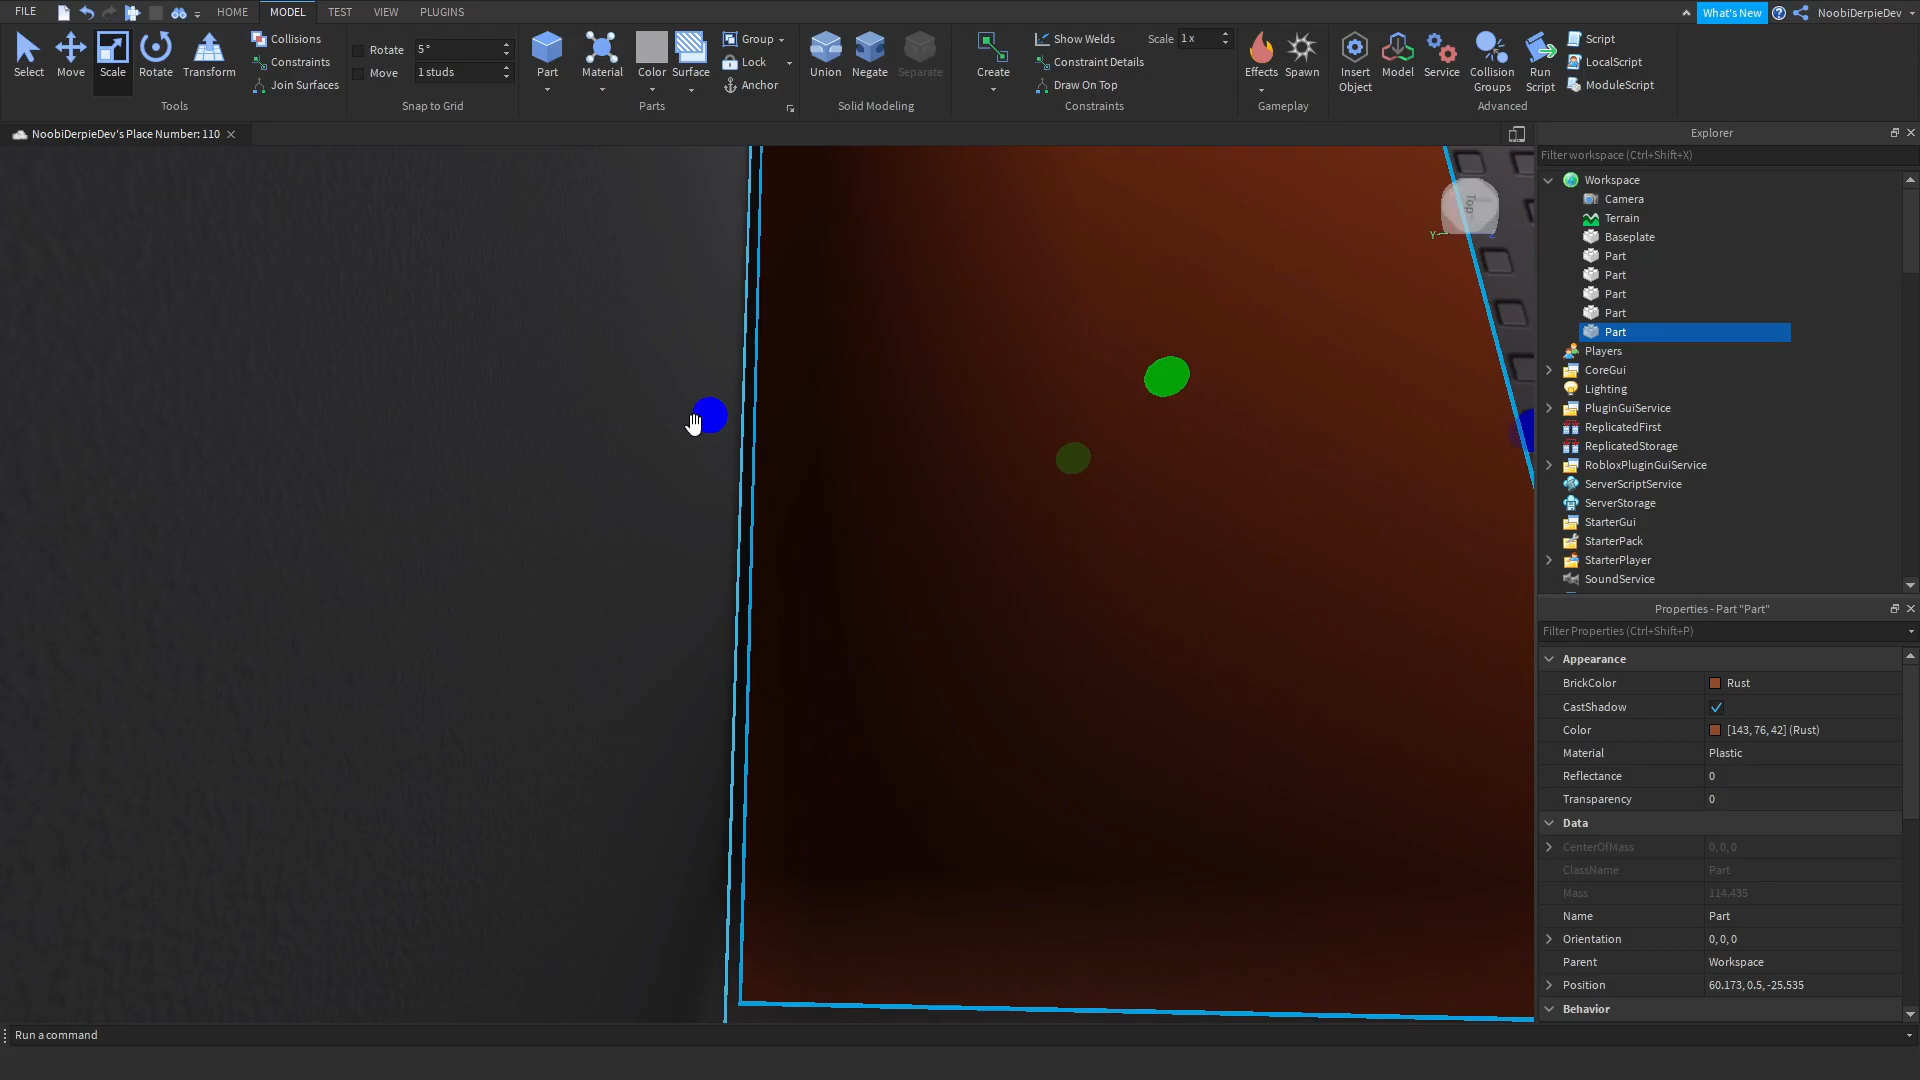 FILE HOME MODEL TEST VIEW PLUGINS What's New NoobiDerpieDev
Select Move Scale Rotate Transform
Collisions
Constraints
Join Surfaces
Tools
Rotate 5°
Move 1 studs
Snap to Grid
Part Material Color Surface
Group
Lock
Anchor
Parts
Union Negate Separate
Solid Modeling
Create
Show Welds
Constraint Details
Draw On Top
Scale 1x
Constraints
Effects Spawn
Gameplay
Insert Object
Model
Service
Collision Groups
Run Script
Script
LocalScript
ModuleScript
Advanced
NoobiDerpieDev's Place Number: 110
Top
Y
Z
Explorer
Filter workspace (Ctrl+Shift+X)
Workspace
Camera
Terrain
Baseplate
Part
Part
Part
Part
Part
Players
CoreGui
Lighting
PluginGuiService
ReplicatedFirst
ReplicatedStorage
RobloxPluginGuiService
ServerScriptService
ServerStorage
StarterGui
StarterPack
StarterPlayer
SoundService
Properties - Part "Part"
Filter Properties (Ctrl+Shift+P)
Appearance
BrickColor Rust
CastShadow
Color [143, 76, 42] (Rust)
Material Plastic
Reflectance 0
Transparency 0
Data
CenterOfMass 0, 0, 0
ClassName Part
Mass 114.435
Name Part
Orientation 0, 0, 0
Parent Workspace
Position 60.173, 0.5, -25.535
Behavior
Run a command